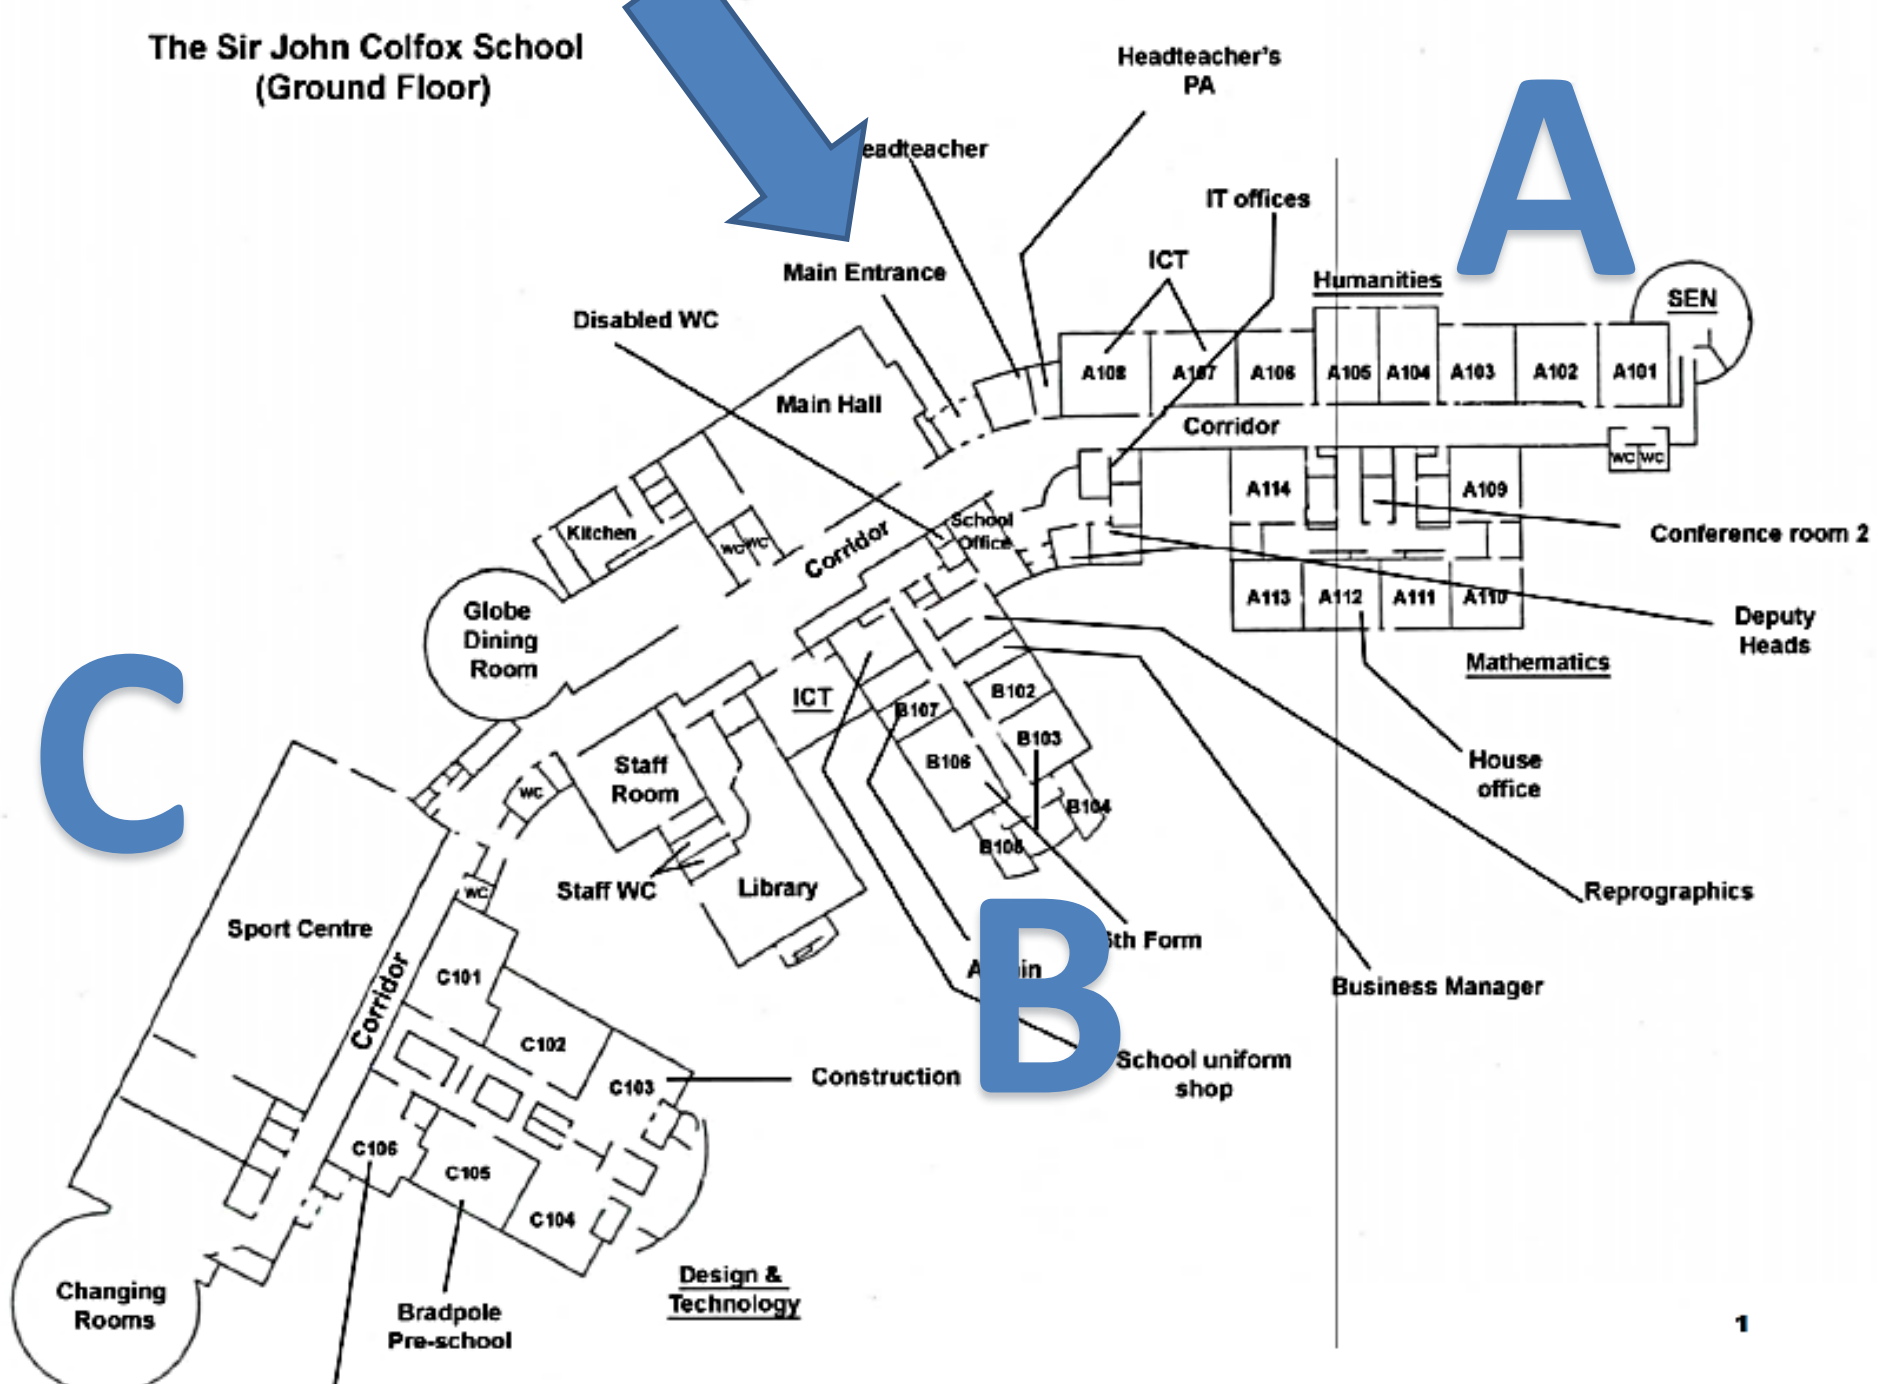 The Sir John Colfox School
(Ground Floor)
Headteacher's
PA
eadteacher
IT offices
A
ICT
Main Entrance
Humanities
SEN
Disabled WC
Main Hall
A108
A107
A106
A105
A104
A103
A102
A101
Corridor
WC
WC
A114
A109
Conference room 2
Kitchen
WC
WC
Corridor
School
Office
A113
A112
A111
A110
Deputy
Heads
Mathematics
Globe
Dining
Room
C
ICT
B102
B107
B103
B106
B104
B105
House
office
Staff
Room
WC
Staff WC
Library
WC
Reprographics
Sport Centre
6th Form
B
Business Manager
Corridor
C101
C102
C103
Construction
School uniform
shop
C106
C105
C104
Changing
Rooms
Bradpole
Pre-school
Design &
Technology
1